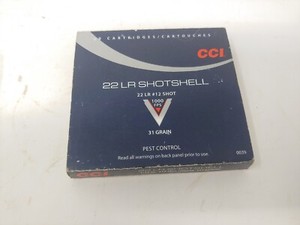 CARTRIDGES/CARTOUCHES
CCI
22 LR SHOTSHELL
22 LR #12 SHOT
1000
FPS
V
31 GRAIN
PEST CONTROL
Read all warnings on back panel prior to use
0039
CCI